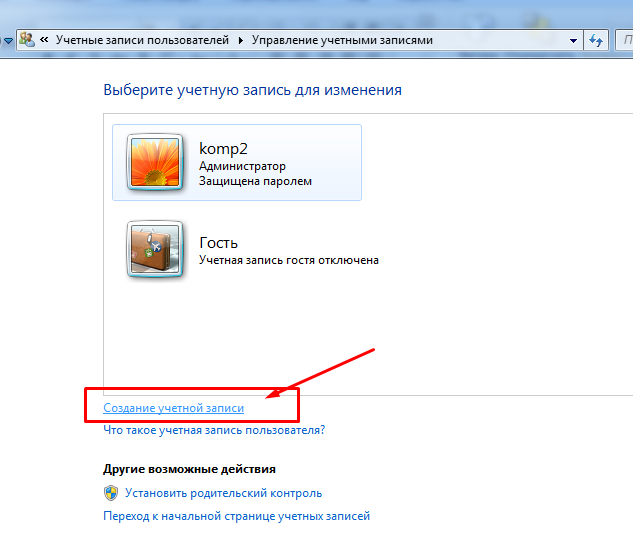 « Учетные записи пользователей Управление учетными записями П
Выберите учетную запись для изменения
komp2
Администратор
Защищена паролем
Гость
Учетная запись гостя отключена
Создание учетной записи
Что такое учетная запись пользователя?
Другие возможные действия
Установить родительский контроль
Переход к начальной странице учетных записей